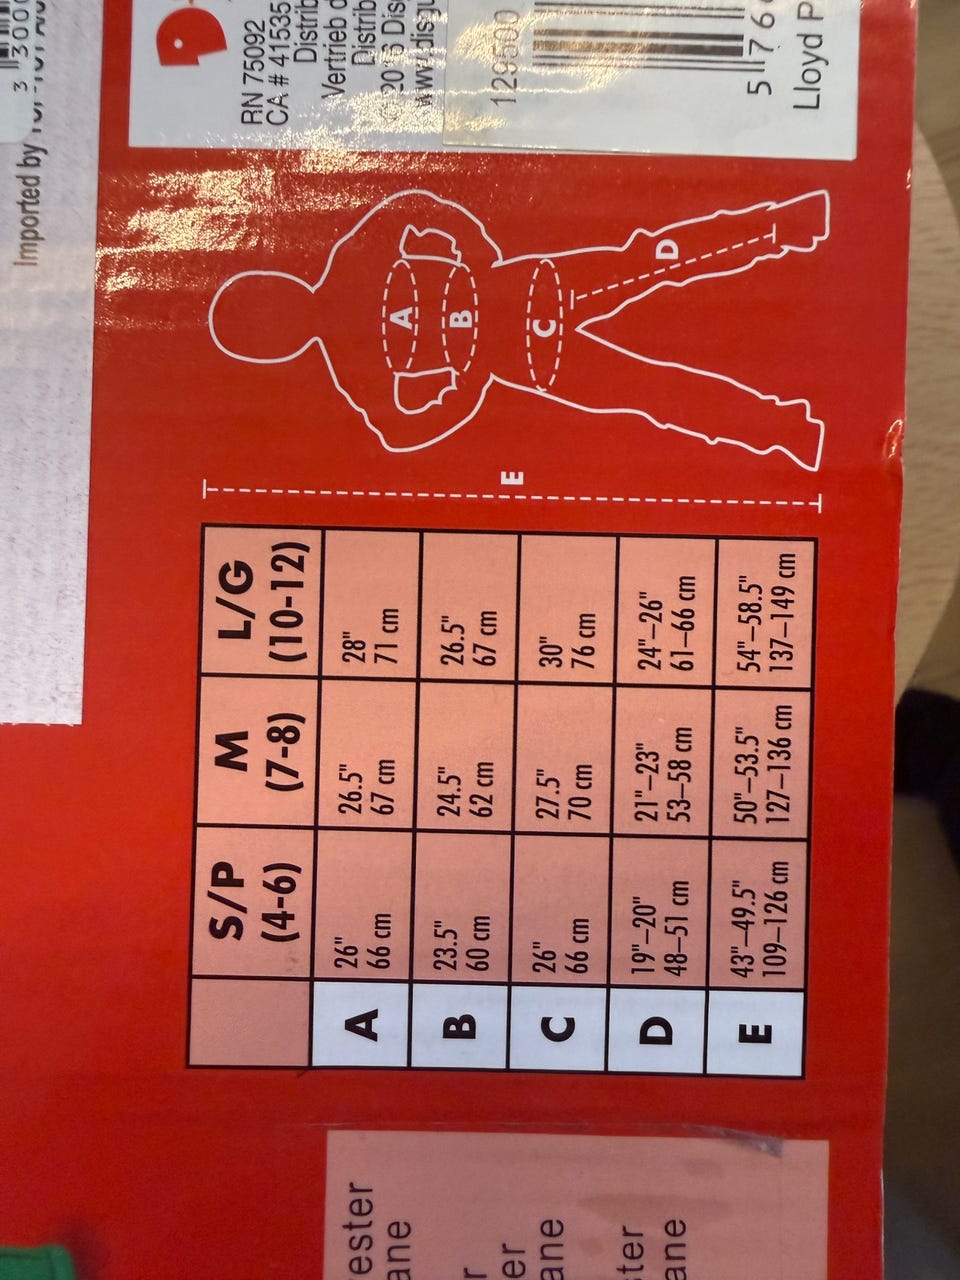 Imported by
RN 75092
CA # 41535
Distrib
Vertrieb d
Distrib
129500
Lloyd P
A
B
C
D
E
S/P
(4-6)
M
(7-8)
L/G
(10-12)
A
26"
66 cm
26.5"
67 cm
28"
71 cm
B
23.5"
60 cm
24.5"
62 cm
26.5"
67 cm
C
26"
66 cm
27.5"
70 cm
30"
76 cm
D
19"–20"
48–51 cm
21"–23"
53–58 cm
24"–26"
61–66 cm
E
43"–49.5"
109–126 cm
50"–53.5"
127–136 cm
54"–58.5"
137–149 cm
ester
ane
r
er
ane
ster
ane